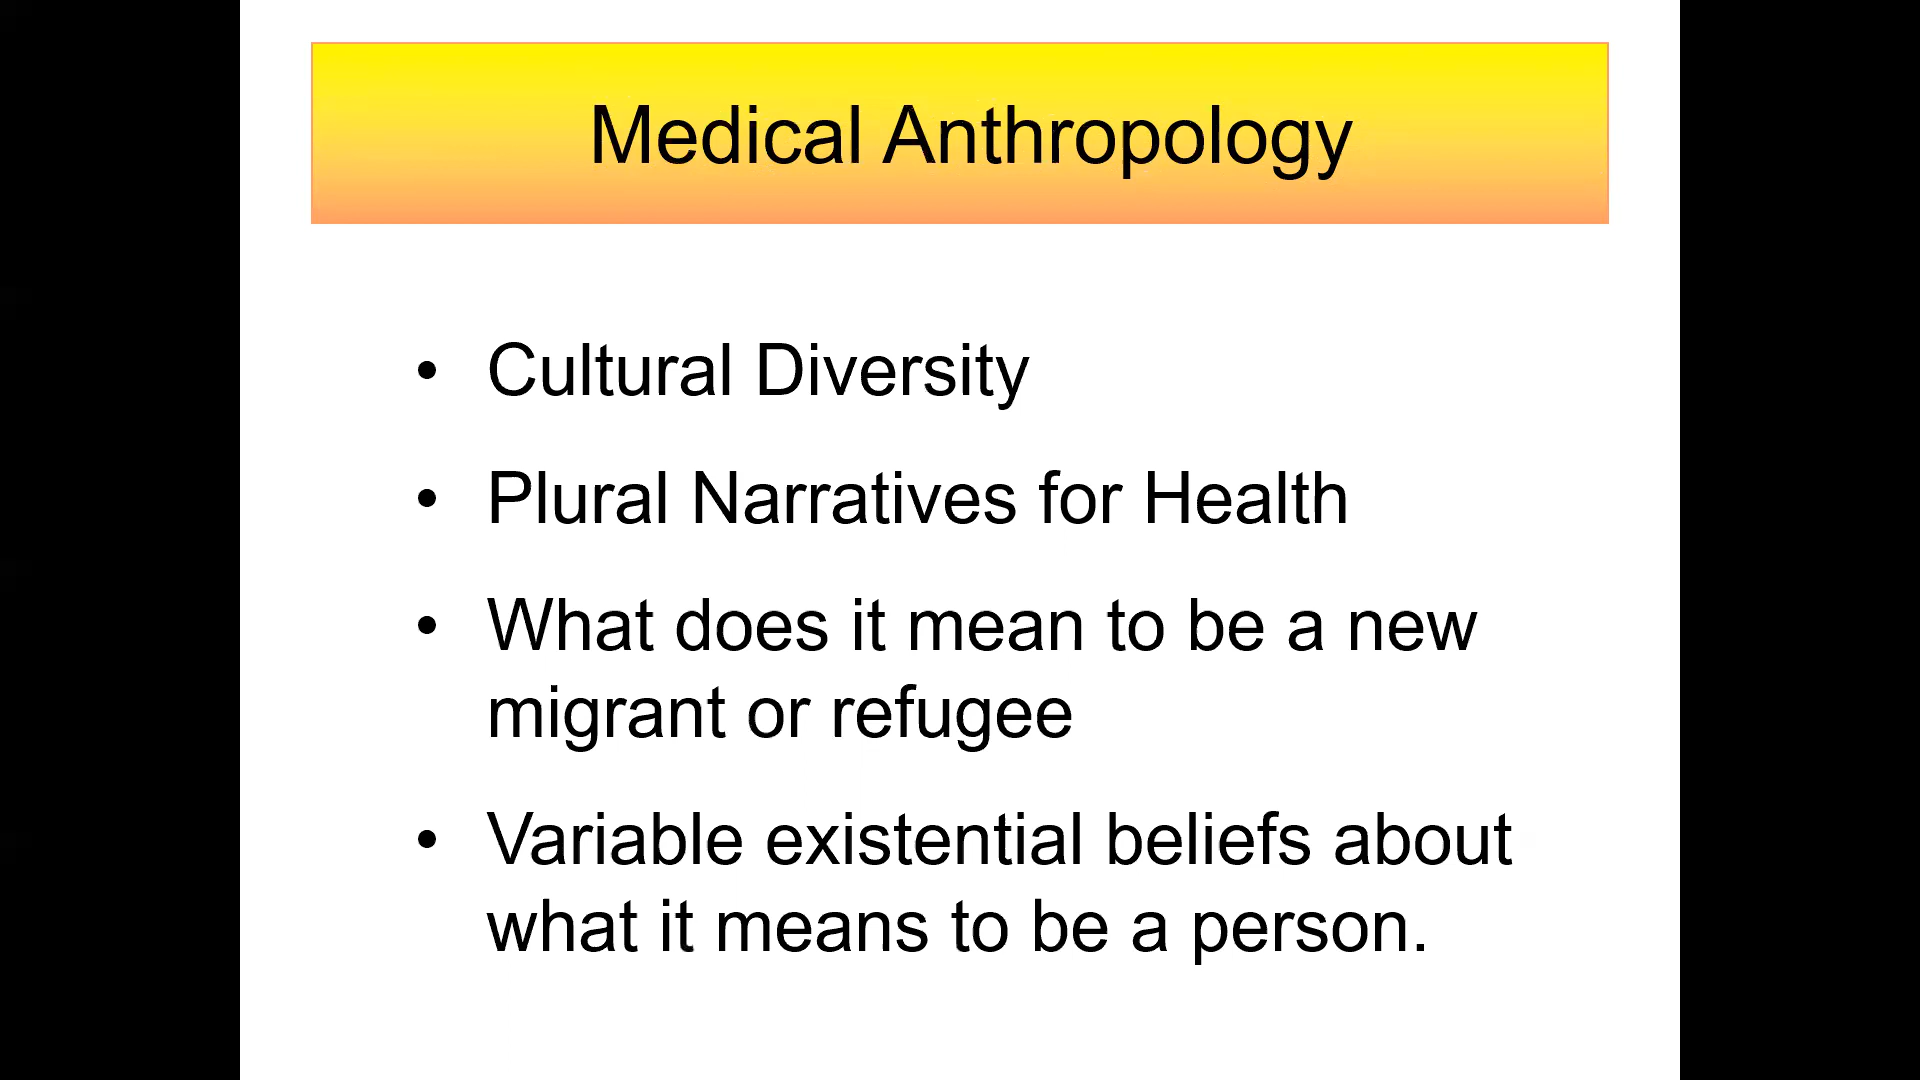 Medical Anthropology
• Cultural Diversity
• Plural Narratives for Health
• What does it mean to be a new
migrant or refugee
• Variable existential beliefs about
what it means to be a person.